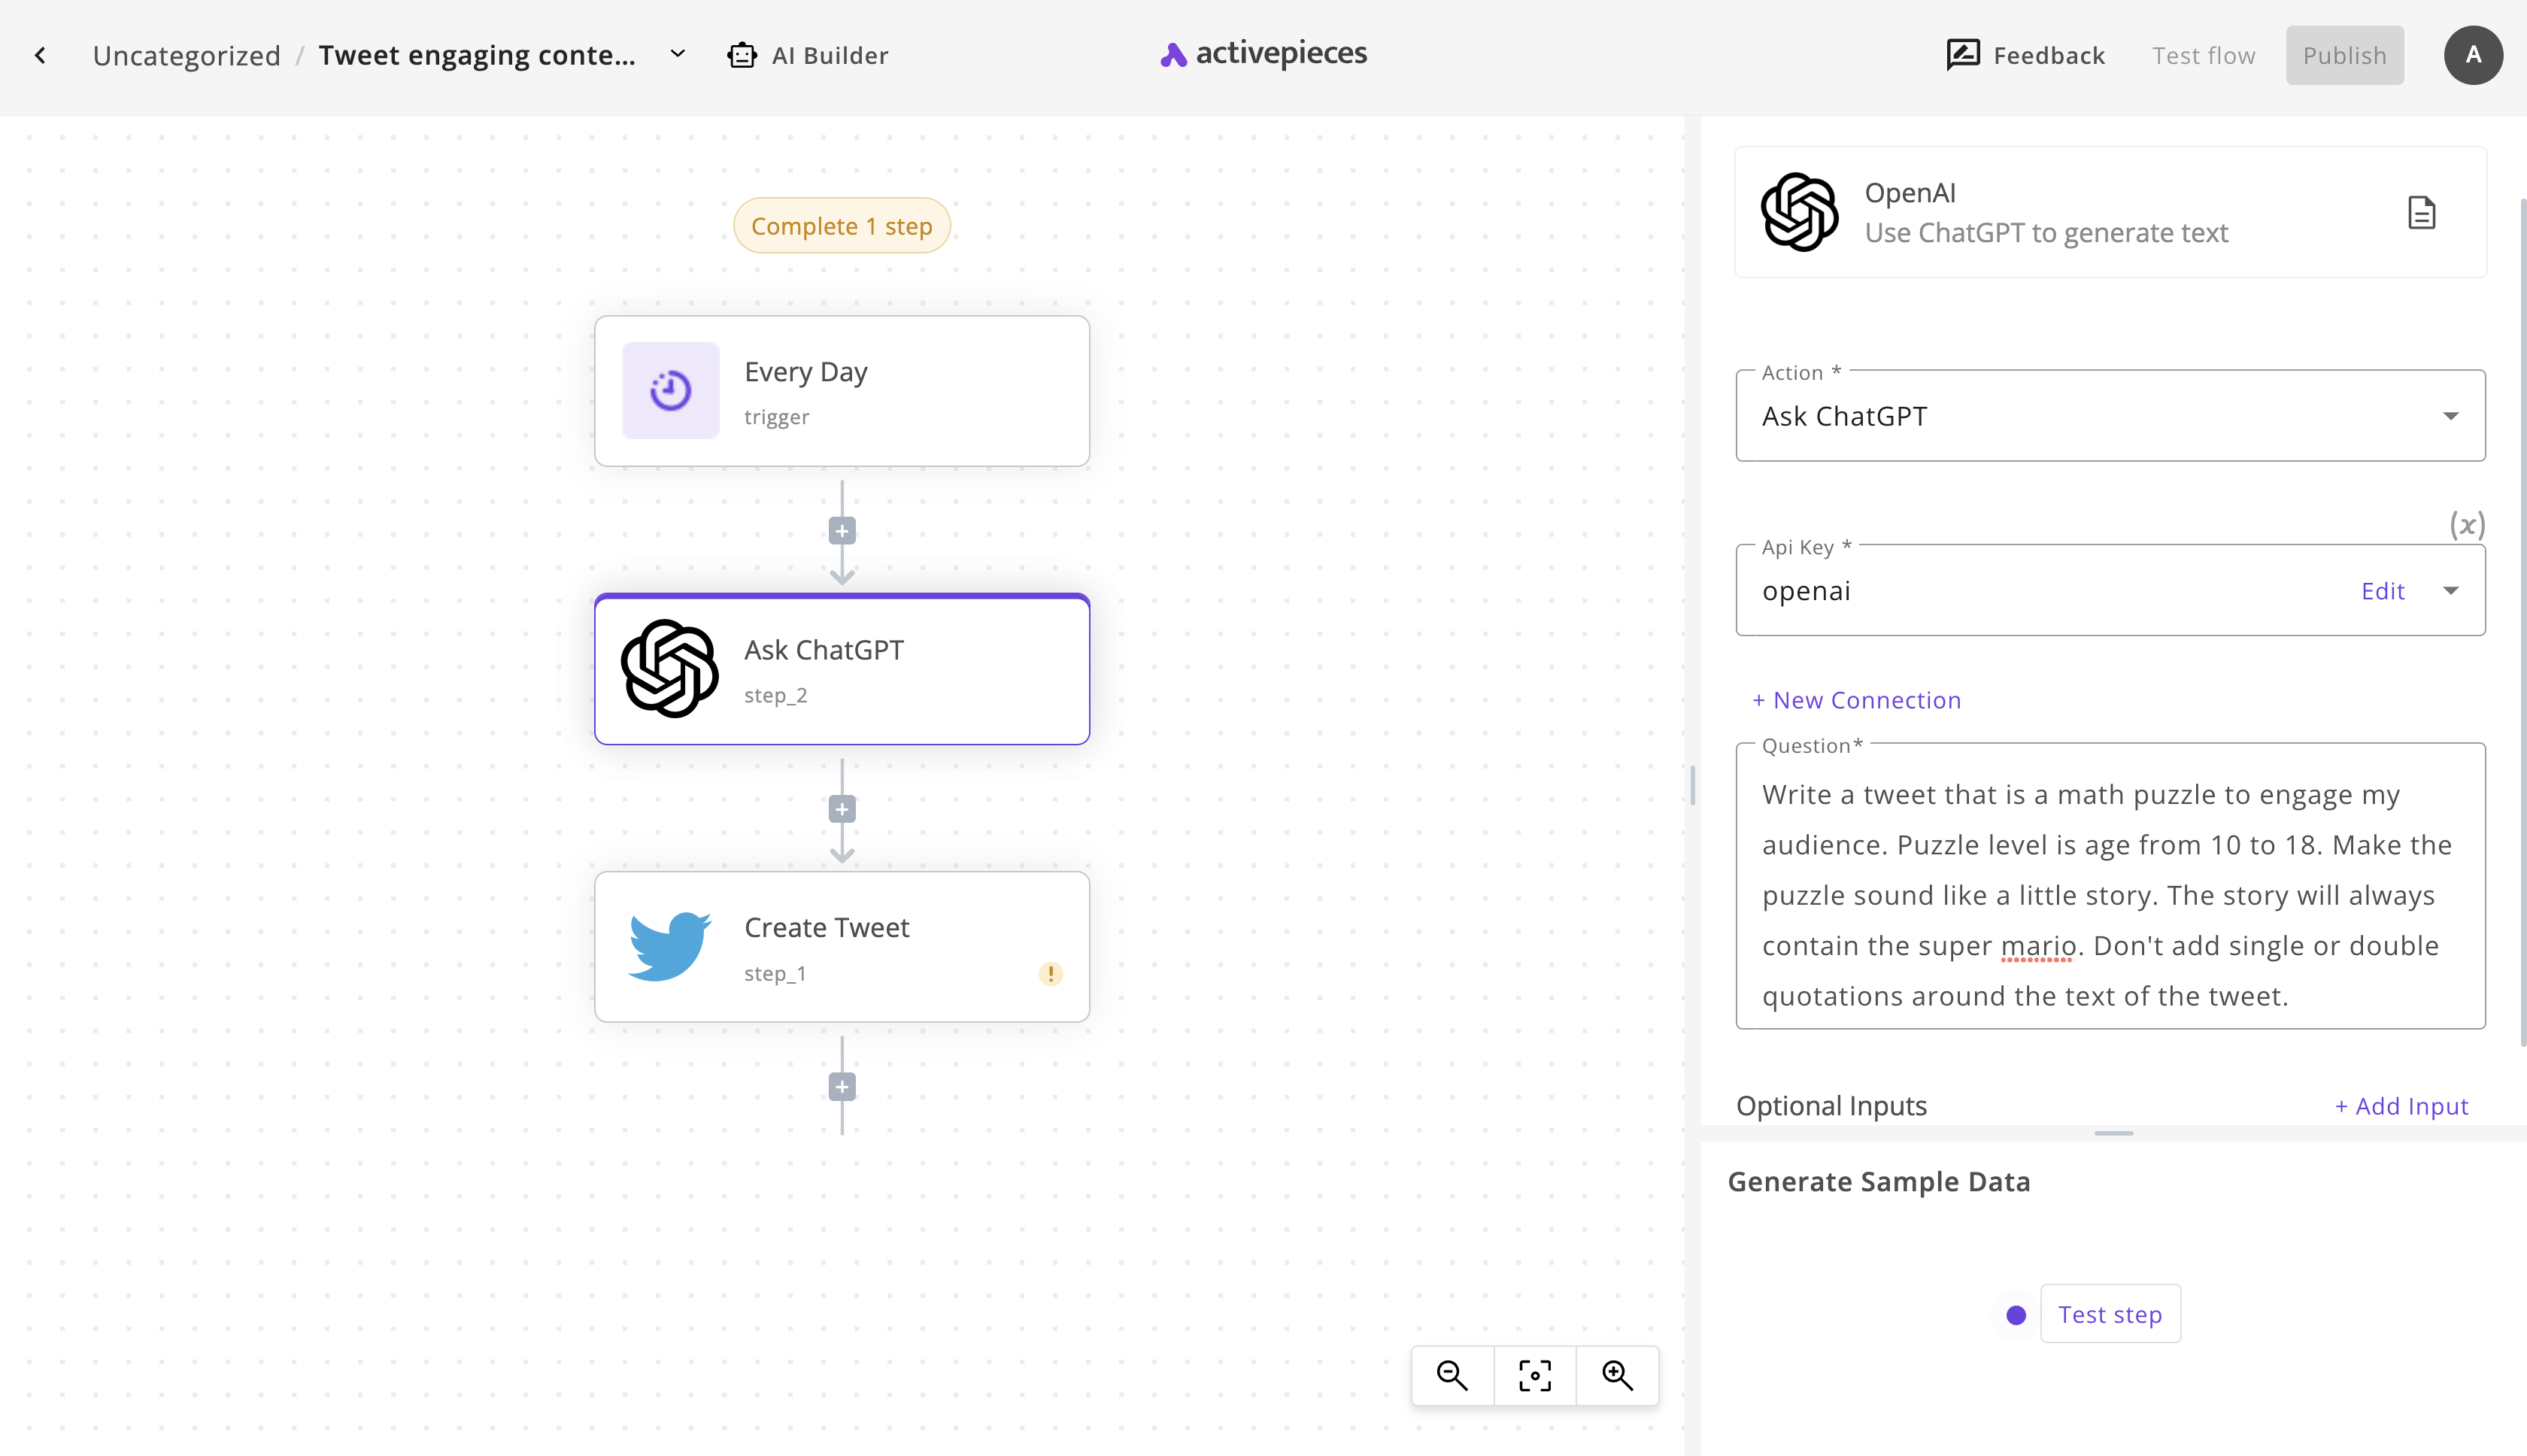 Uncategorized / Tweet engaging conte...
AI Builder
activepieces
Feedback
Test flow
Publish
A
Complete 1 step
Every Day
trigger
Ask ChatGPT
step_2
Create Tweet
step_1
!
OpenAI
Use ChatGPT to generate text
Action *
Ask ChatGPT
(x)
Api Key *
openai
Edit
+ New Connection
Question*
Write a tweet that is a math puzzle to engage my
audience. Puzzle level is age from 10 to 18. Make the
puzzle sound like a little story. The story will always
contain the super mario. Don't add single or double
quotations around the text of the tweet.
Optional Inputs
+ Add Input
Generate Sample Data
Test step